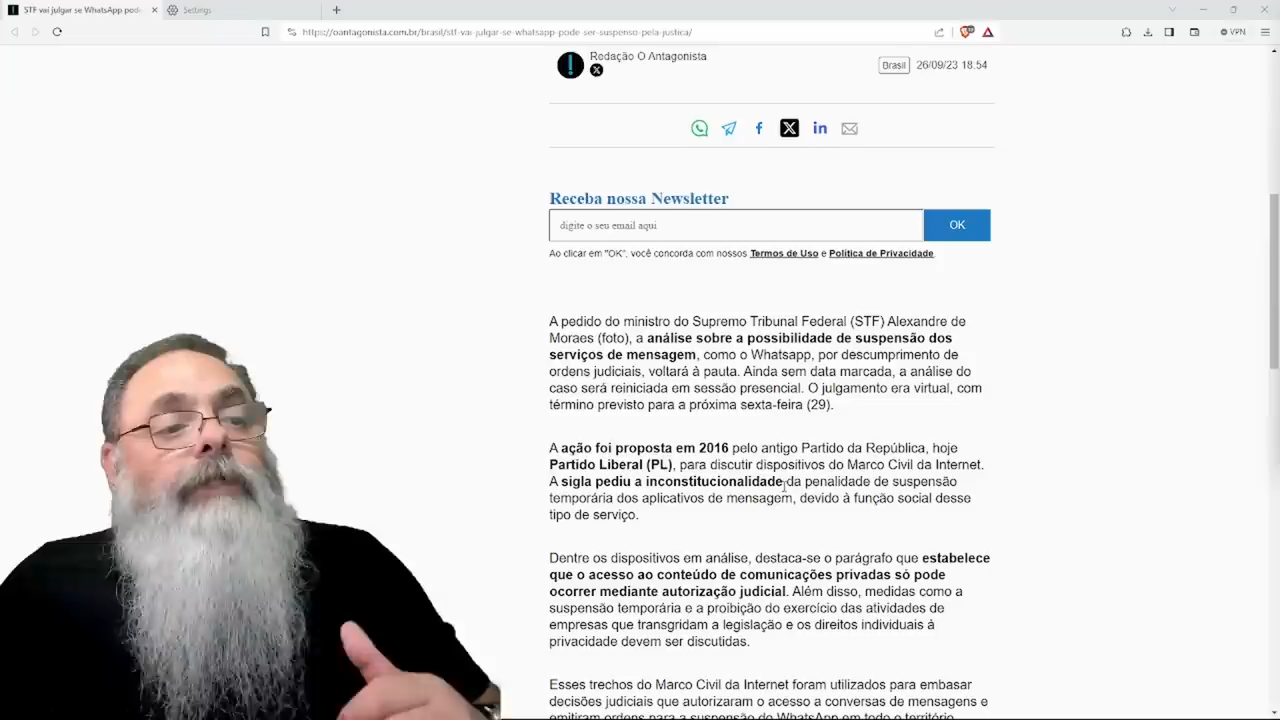 STF vai julgar se WhatsApp pod
Settings
https://oantagonista.com.br/brasil/stf-vai-julgar-se-whatsapp-pode-ser-suspenso-pela-justica/
VPN
Redação O Antagonista
Brasil 26/09/23 18.54
Receba nossa Newsletter
digite o seu email aqui
OK
Ao clicar em "OK", você concorda com nossos Termos de Uso e Política de Privacidade
A pedido do ministro do Supremo Tribunal Federal (STF) Alexandre de
Moraes (foto), a análise sobre a possibilidade de suspensão dos
serviços de mensagem, como o Whatsapp, por descumprimento de
ordens judiciais, voltará à pauta. Ainda sem data marcada, a análise do
caso será reiniciada em sessão presencial. O julgamento era virtual, com
término previsto para a próxima sexta-feira (29).
A ação foi proposta em 2016 pelo antigo Partido da República, hoje
Partido Liberal (PL), para discutir dispositivos do Marco Civil da Internet.
A sigla pediu a inconstitucionalidade da penalidade de suspensão
temporária dos aplicativos de mensagem, devido à função social desse
tipo de serviço.
Dentre os dispositivos em análise, destaca-se o parágrafo que estabelece
que o acesso ao conteúdo de comunicações privadas só pode
ocorrer mediante autorização judicial. Além disso, medidas como a
suspensão temporária e a proibição do exercício das atividades de
empresas que transgridam a legislação e os direitos individuais à
privacidade devem ser discutidas.
Esses trechos do Marco Civil da Internet foram utilizados para embasar
decisões judiciais que autorizaram o acesso a conversas de mensagens e
emitiram ordens para a suspensão do WhatsApp em todo o território